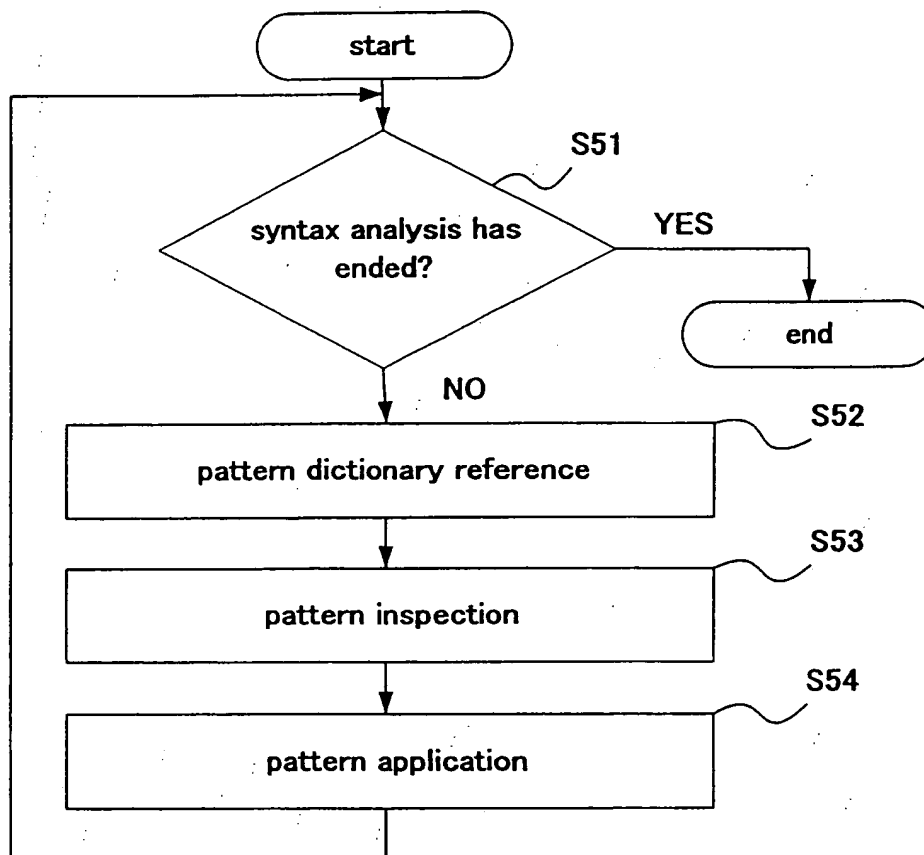 start
S51
syntax analysis has
ended?
YES
end
NO
S52
pattern dictionary reference
S53
pattern inspection
S54
pattern application